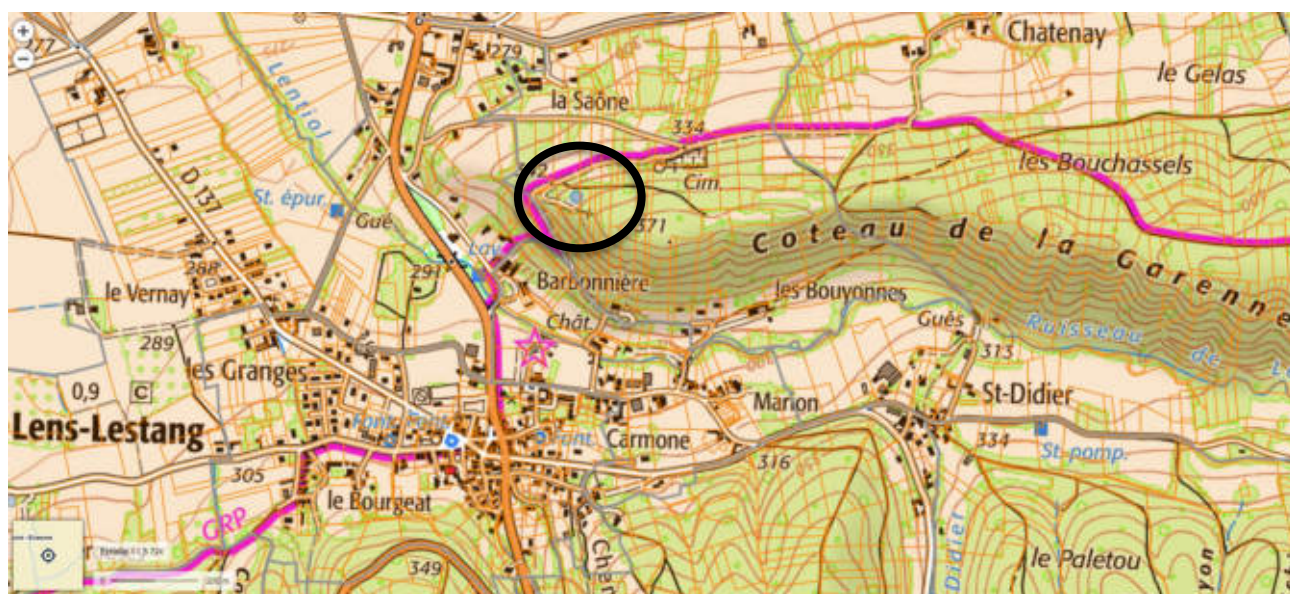 277
279
Chatenay
le Gelas
la Saône
Lentiol
334
les Bouchassels
D 137
Cim.
St. épur.
Gué
371
Coteau de la Garenne
288
291
Lav.
Barbonnière
les Bouyonnes
le Vernay
Chât.
Gués
Ruisseau de
289
313
les Granges
0,9
C
Marion
St-Didier
Lens-Lestang
Font.
Font.
Carmone
334
St. pomp.
305
316
le Bourgeat
GRP
Didier
le Paletou
349